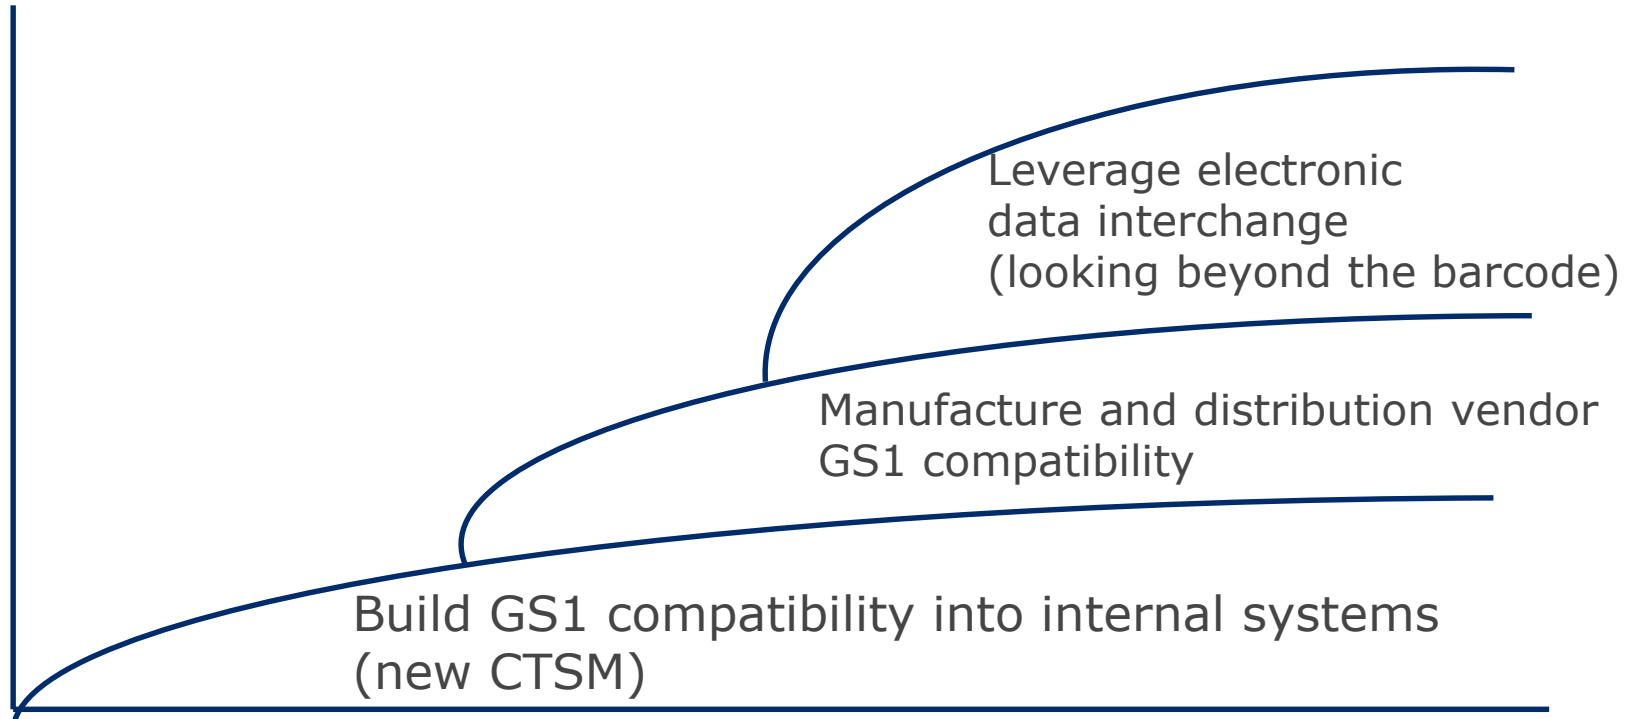 Leverage electronic
data interchange
(looking beyond the barcode)
Manufacture and distribution vendor
GS1 compatibility
Build GS1 compatibility into internal systems
(new CTSM)